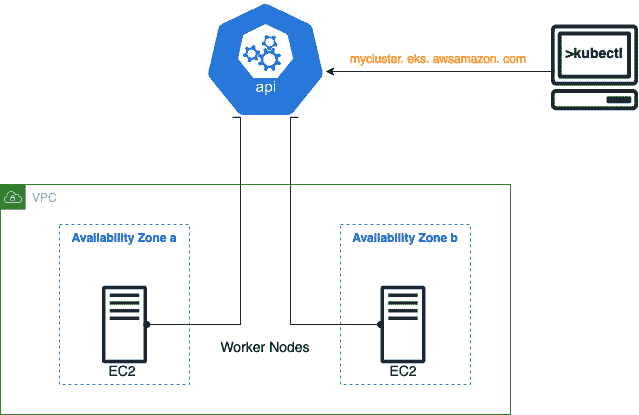 >kubectl
mycluster. eks. awsamazon. com
api
VPC
Availability Zone a
Availability Zone b
Worker Nodes
EC2
EC2